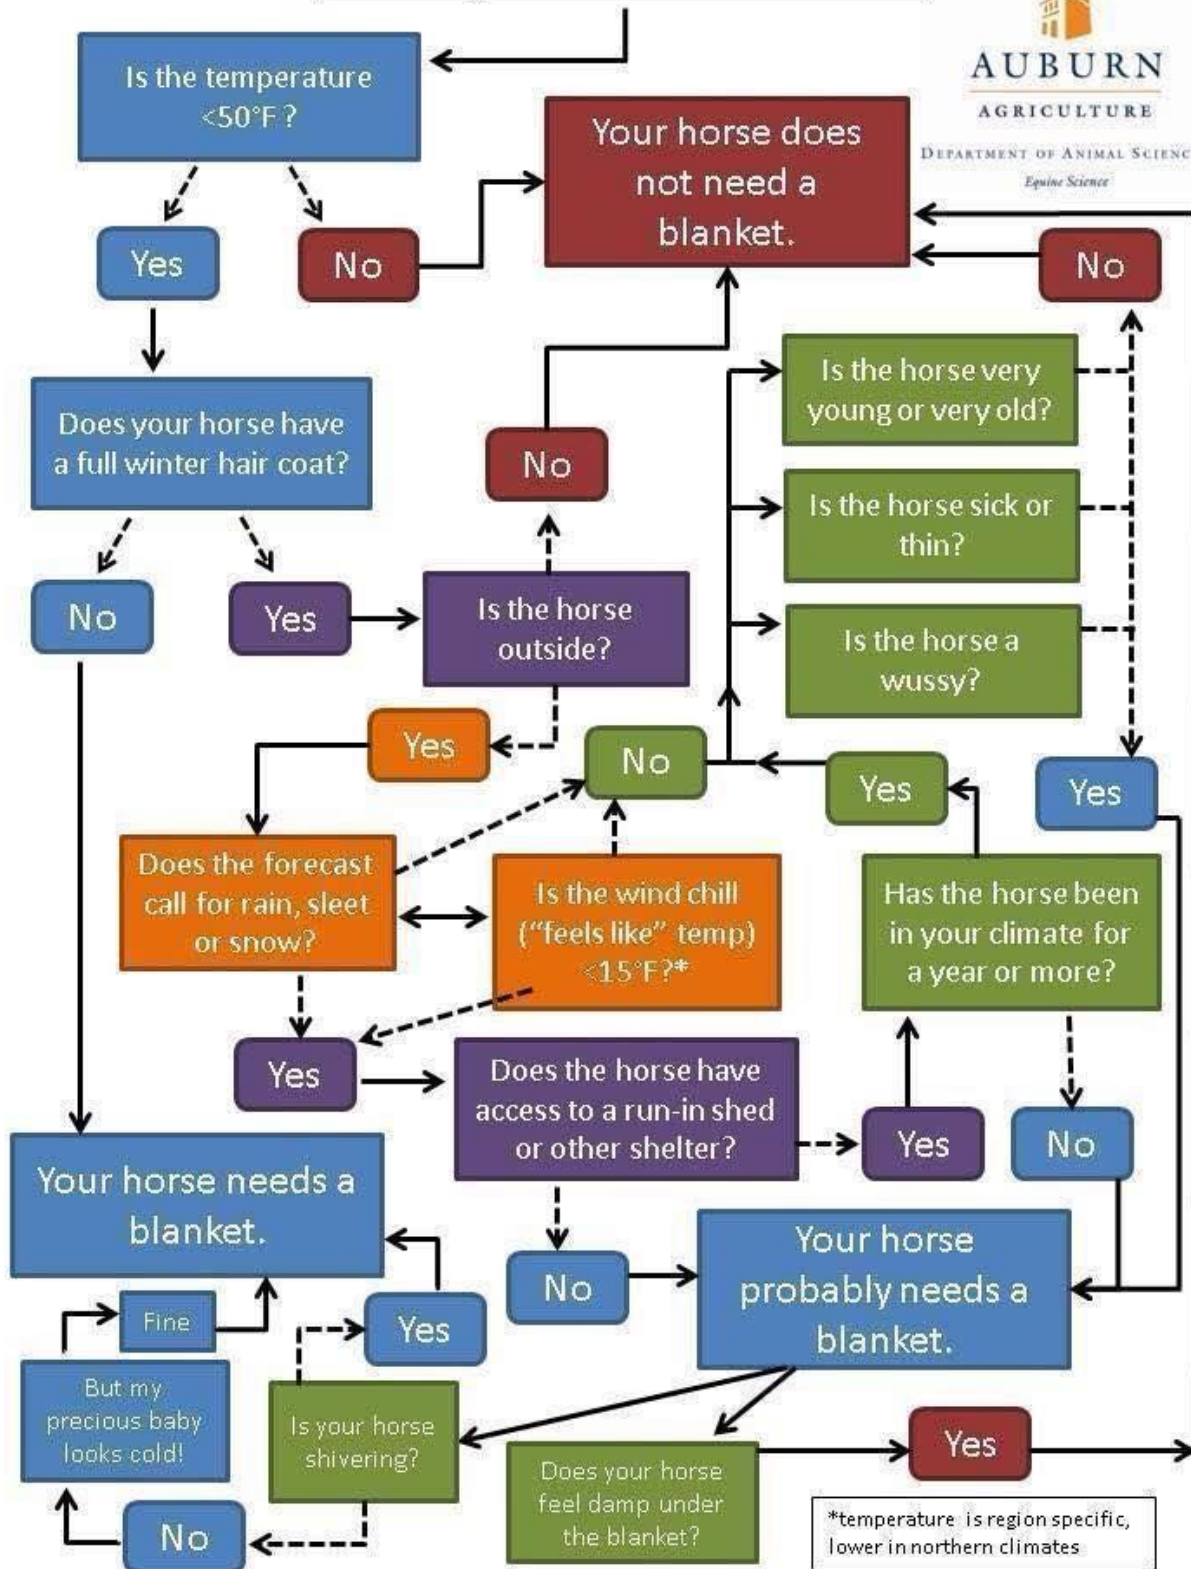 Is the temperature
<50°F ?
AUBURN
AGRICULTURE
DEPARTMENT OF ANIMAL SCIENC
Equine Science
Your horse does
not need a
blanket.
Yes
No
No
Does your horse have
a full winter hair coat?
Is the horse very
young or very old?
No
Is the horse sick or
thin?
No
Yes
Is the horse
outside?
Is the horse a
wussy?
Yes
No
Yes
Yes
Does the forecast
call for rain, sleet
or snow?
Is the wind chill
("feels like" temp)
<15°F?*
Has the horse been
in your climate for
a year or more?
Yes
Does the horse have
access to a run-in shed
or other shelter?
Yes
No
Your horse needs a
blanket.
No
Your horse
probably needs a
blanket.
Fine
Yes
But my
precious baby
looks cold!
Is your horse
shivering?
No
Does your horse
feel damp under
the blanket?
Yes
*temperature is region specific,
lower in northern climates